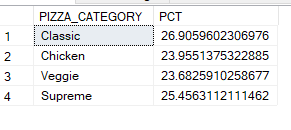 PIZZA_CATEGORY PCT
1 Classic 26.9059602306976
2 Chicken 23.9551375322885
3 Veggie 23.6825910258677
4 Supreme 25.4563112111462